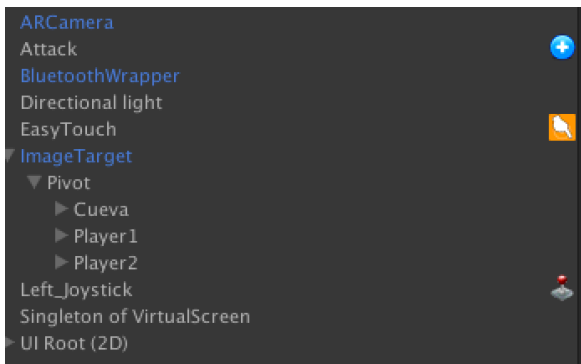 ARCamera
Attack
BluetoothWrapper
Directional light
EasyTouch
ImageTarget
Pivot
Cueva
Player1
Player2
Left_Joystick
Singleton of VirtualScreen
UI Root (2D)